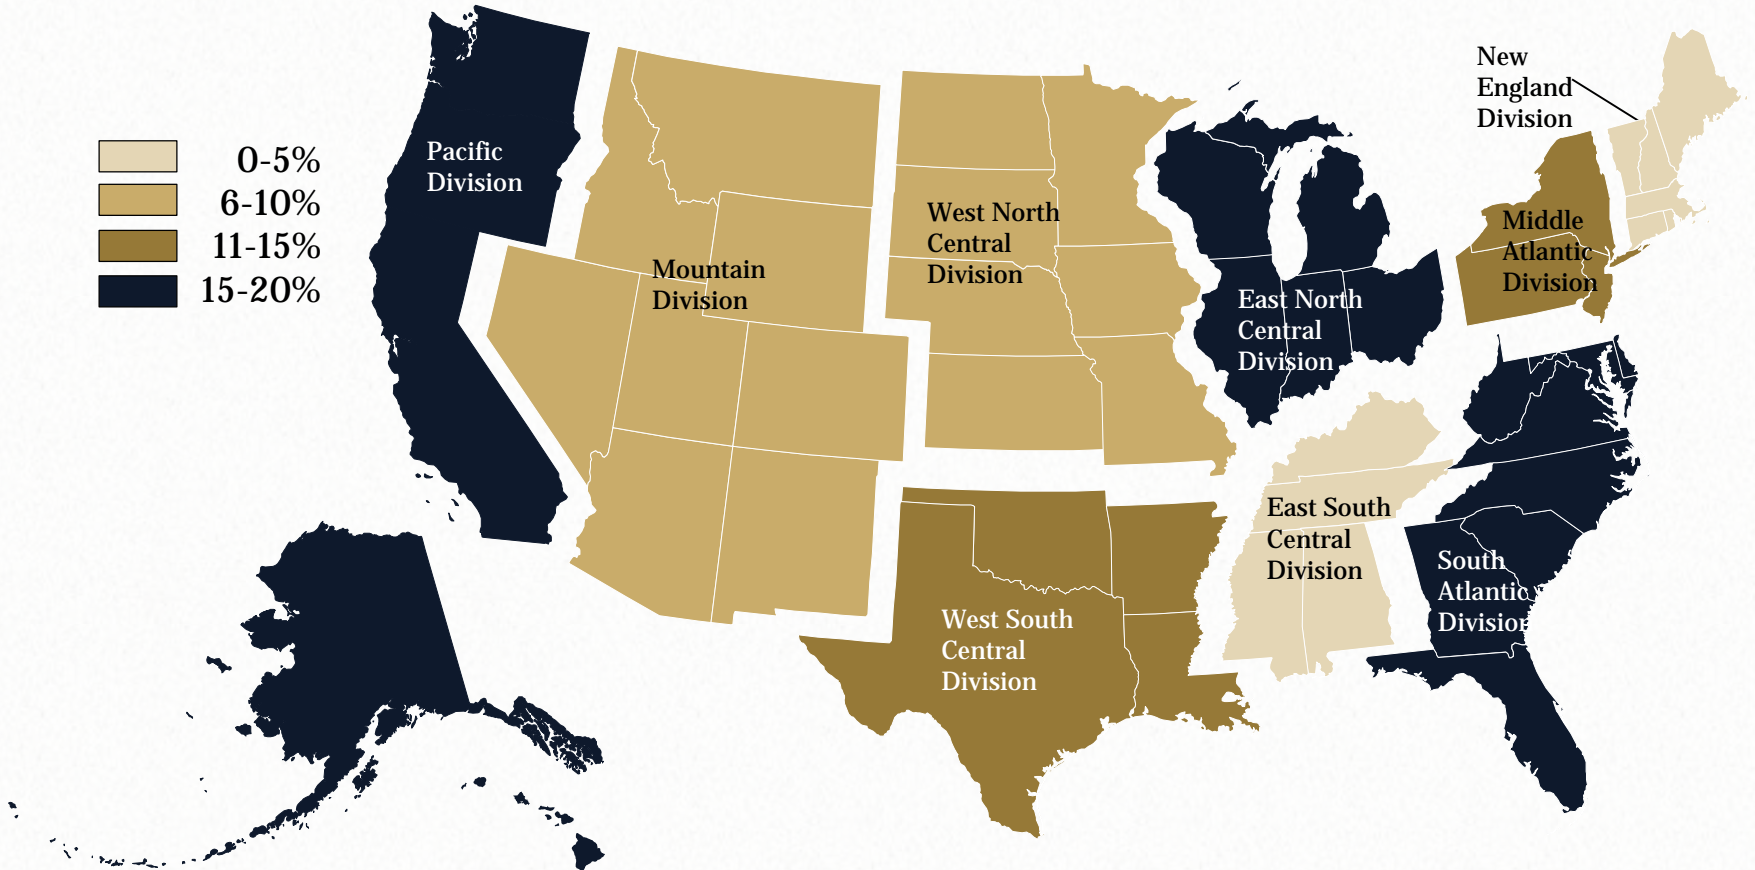 0-5%
6-10%
11-15%
15-20%
Pacific
Division
Mountain
Division
West North
Central
Division
East North
Central
Division
New
England
Division
Middle
Atlantic
Division
West South
Central
Division
East South
Central
Division
South
Atlantic
Division